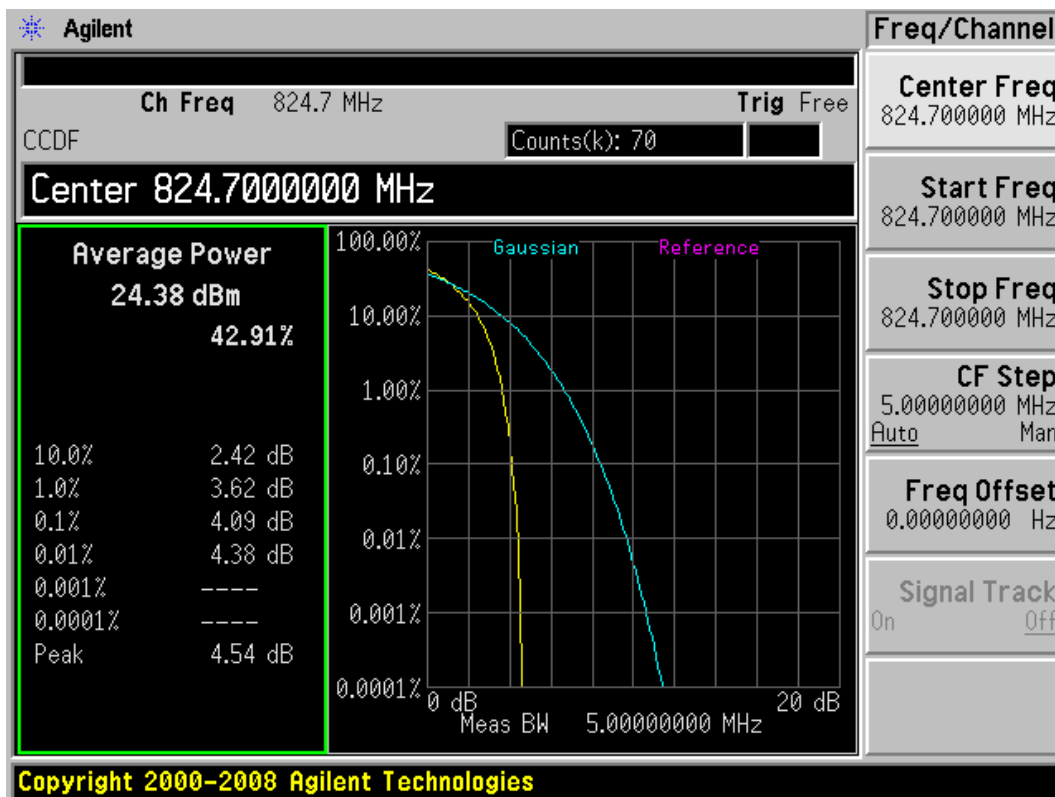 Agilent
Freq/Channel
Ch Freq 824.7 MHz Trig Free
CCDF Counts(k): 70
Center 824.7000000 MHz
Average Power
24.38 dBm
42.91%
10.0% 2.42 dB
1.0% 3.62 dB
0.1% 4.09 dB
0.01% 4.38 dB
0.001% ----
0.0001% ----
Peak 4.54 dB
Gaussian Reference
100.00%
10.00%
1.00%
0.10%
0.01%
0.001%
0.0001%
0 dB 20 dB
Meas BW 5.00000000 MHz
Center Freq
824.700000 MHz
Start Freq
824.700000 MHz
Stop Freq
824.700000 MHz
CF Step
5.00000000 MHz
Auto Man
Freq Offset
0.00000000 Hz
Signal Track
On Off
Copyright 2000-2008 Agilent Technologies